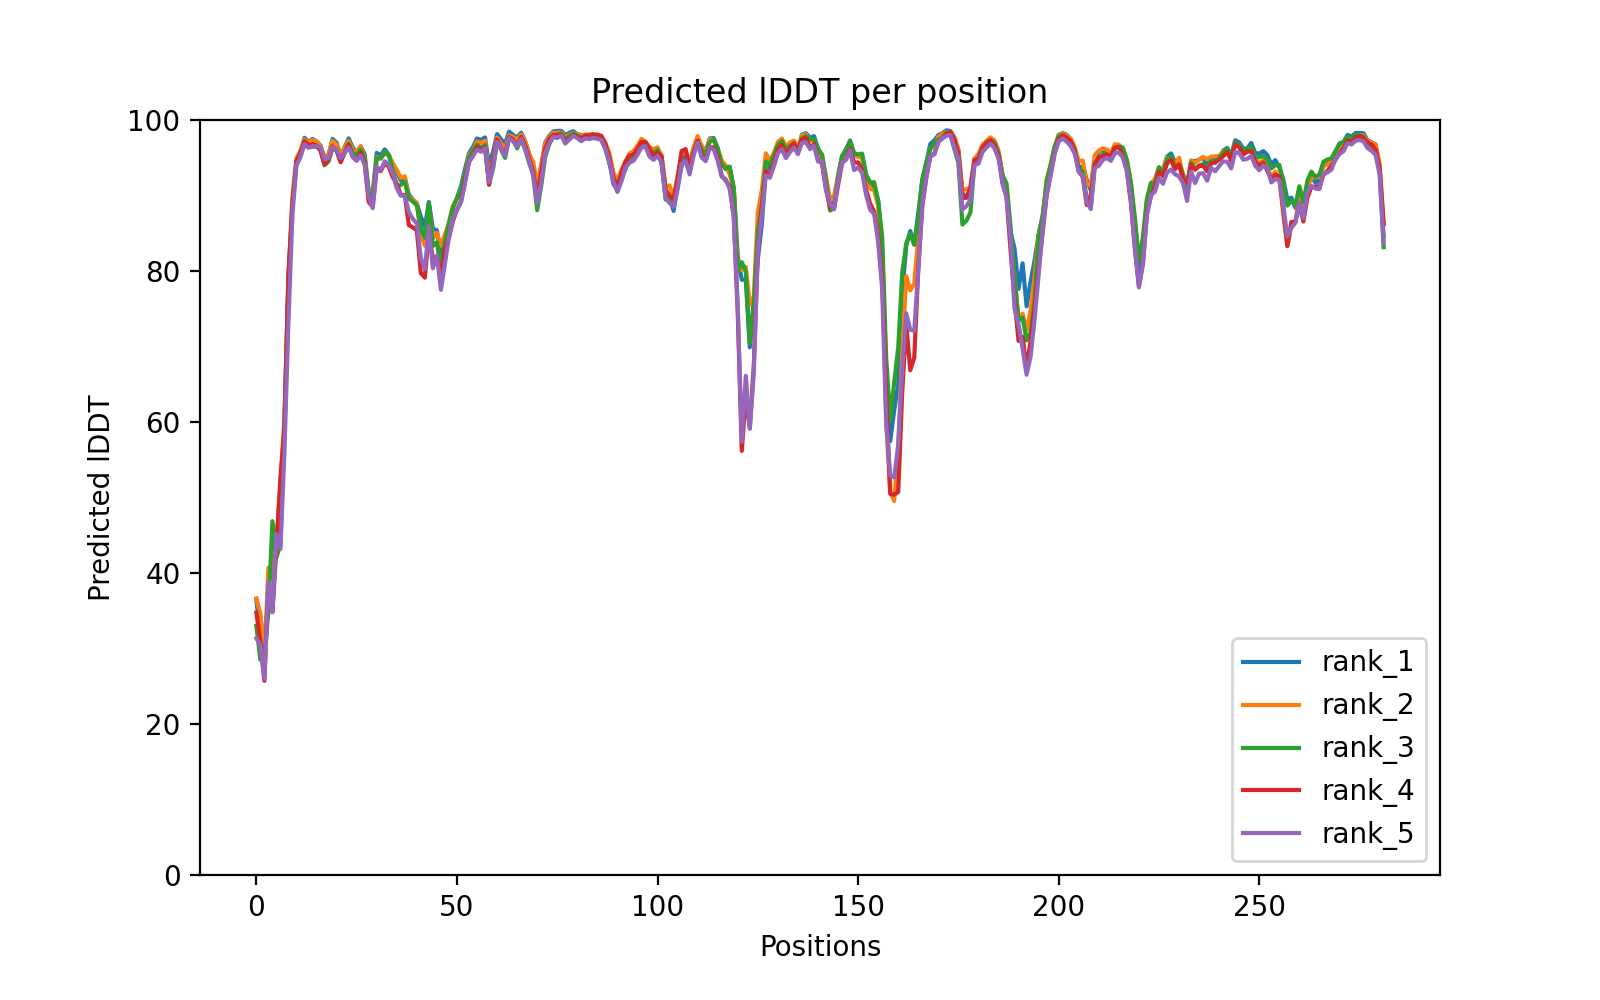 Predicted lDDT per position
100
80
60
40
20
0
Predicted lDDT
0 50 100 150 200 250
Positions
rank_1
rank_2
rank_3
rank_4
rank_5